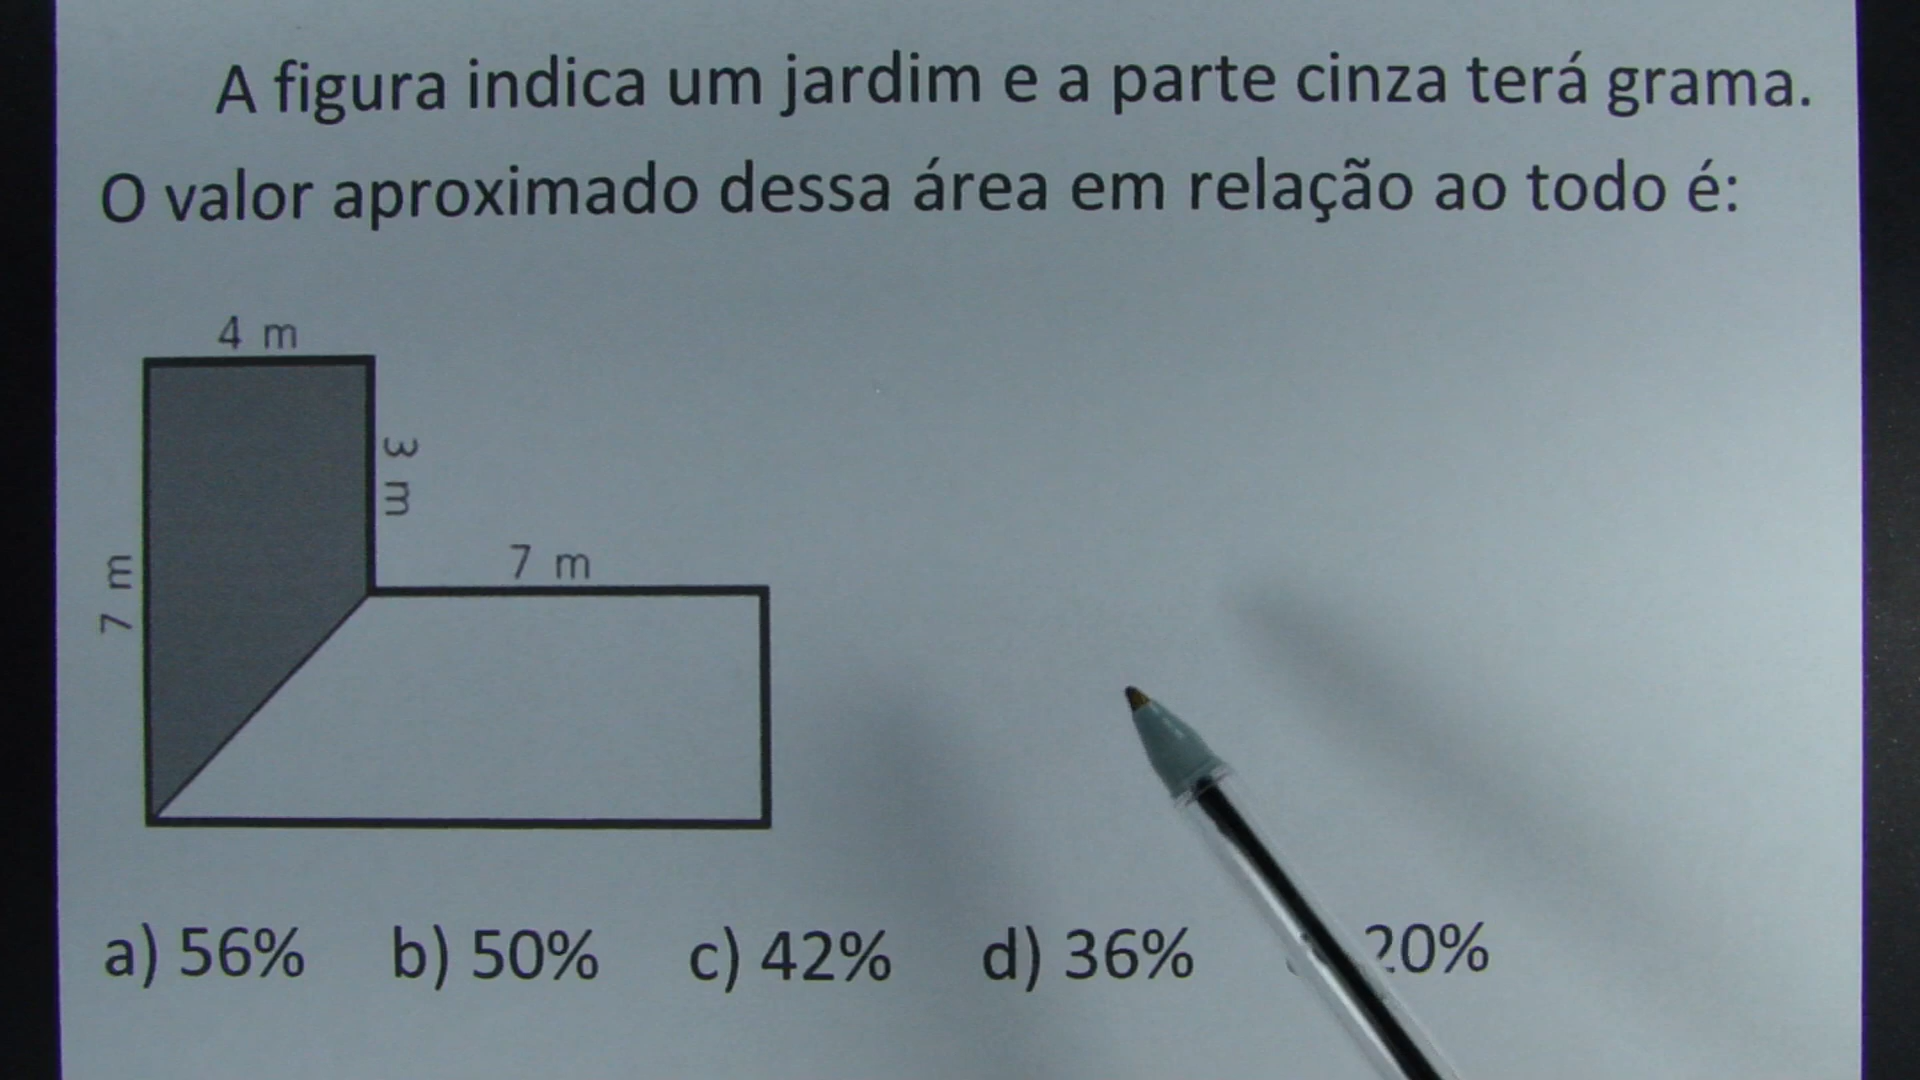 A figura indica um jardim e a parte cinza terá grama.
O valor aproximado dessa área em relação ao todo é:
4 m
3 m
7 m
7 m
a) 56% b) 50% c) 42% d) 36% 20%